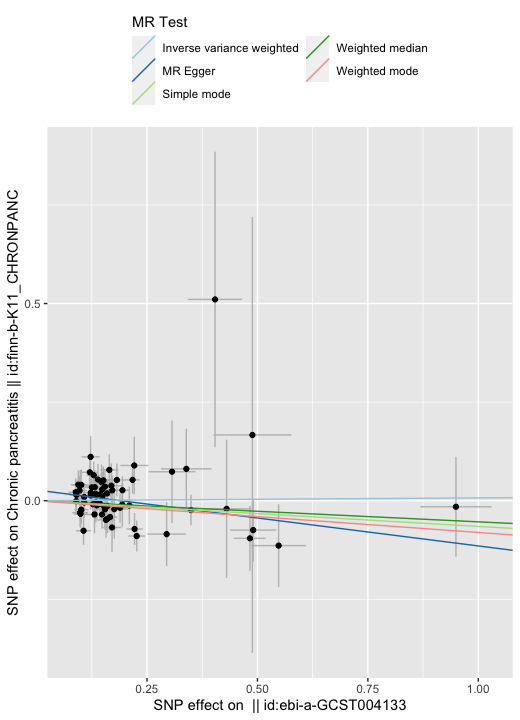 MR Test
Inverse variance weighted
Weighted median
MR Egger
Weighted mode
Simple mode
SNP effect on Chronic pancreatitis || id:finn-b-K11_CHRONPANC
0.5
0.0
0.25
0.50
0.75
1.00
SNP effect on  || id:ebi-a-GCST004133